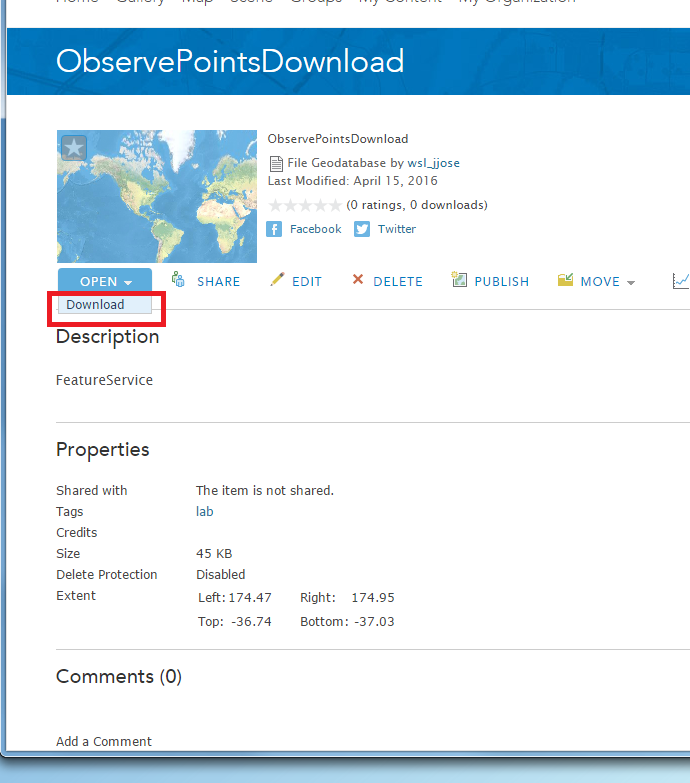 Home Gallery Map Scene Groups My Content My Organization
ObservePointsDownload
ObservePointsDownload
File Geodatabase by wsl_jjose
Last Modified: April 15, 2016
(0 ratings, 0 downloads)
Facebook Twitter
OPEN SHARE EDIT DELETE PUBLISH MOVE
Download
Description
FeatureService
Properties
Shared with The item is not shared.
Tags lab
Credits
Size 45 KB
Delete Protection Disabled
Extent Left: 174.47 Right: 174.95
Top: -36.74 Bottom: -37.03
Comments (0)
Add a Comment